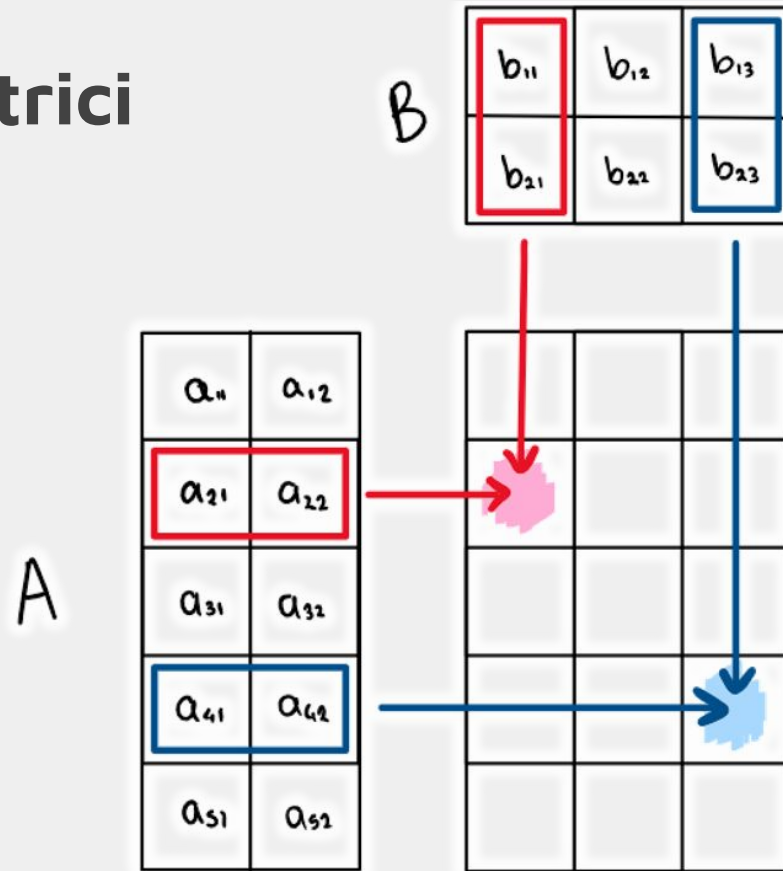 trici
B
b₁₁ b₁₂ b₁₃
b₂₁ b₂₂ b₂₃
A
a₁₁ a₁₂
a₂₁ a₂₂
a₃₁ a₃₂
a₄₁ a₄₂
a₅₁ a₅₂